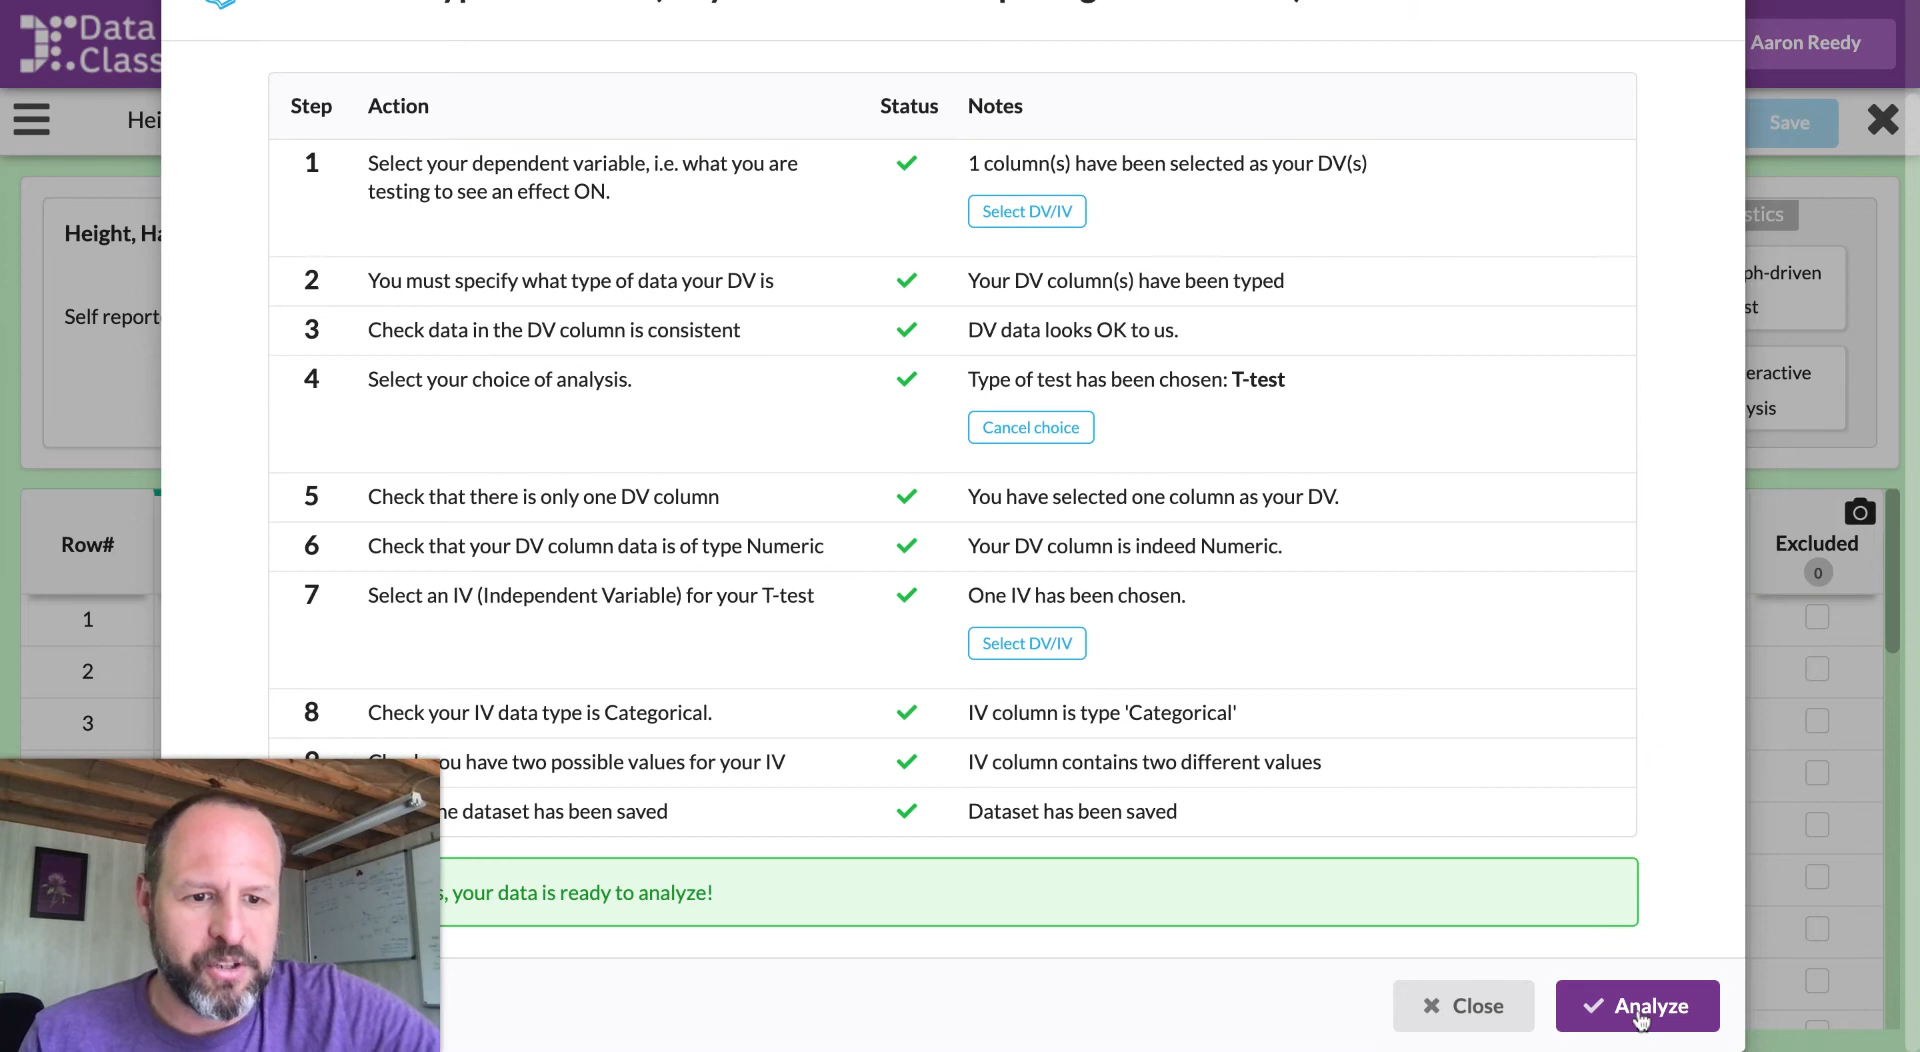 Data
Class
Aaron Reedy
Hei
Save
Step Action Status Notes
1 Select your dependent variable, i.e. what you are
testing to see an effect ON.
1 column(s) have been selected as your DV(s)
Select DV/IV
2 You must specify what type of data your DV is Your DV column(s) have been typed
3 Check data in the DV column is consistent DV data looks OK to us.
4 Select your choice of analysis. Type of test has been chosen: T-test
Cancel choice
5 Check that there is only one DV column You have selected one column as your DV.
6 Check that your DV column data is of type Numeric Your DV column is indeed Numeric.
7 Select an IV (Independent Variable) for your T-test One IV has been chosen.
Select DV/IV
8 Check your IV data type is Categorical. IV column is type 'Categorical'
ou have two possible values for your IV IV column contains two different values
he dataset has been saved Dataset has been saved
s, your data is ready to analyze!
Close
Analyze
Height, Ha
Self report
stics
ph-driven
st
eractive
ysis
Row#
1
2
3
Excluded
0